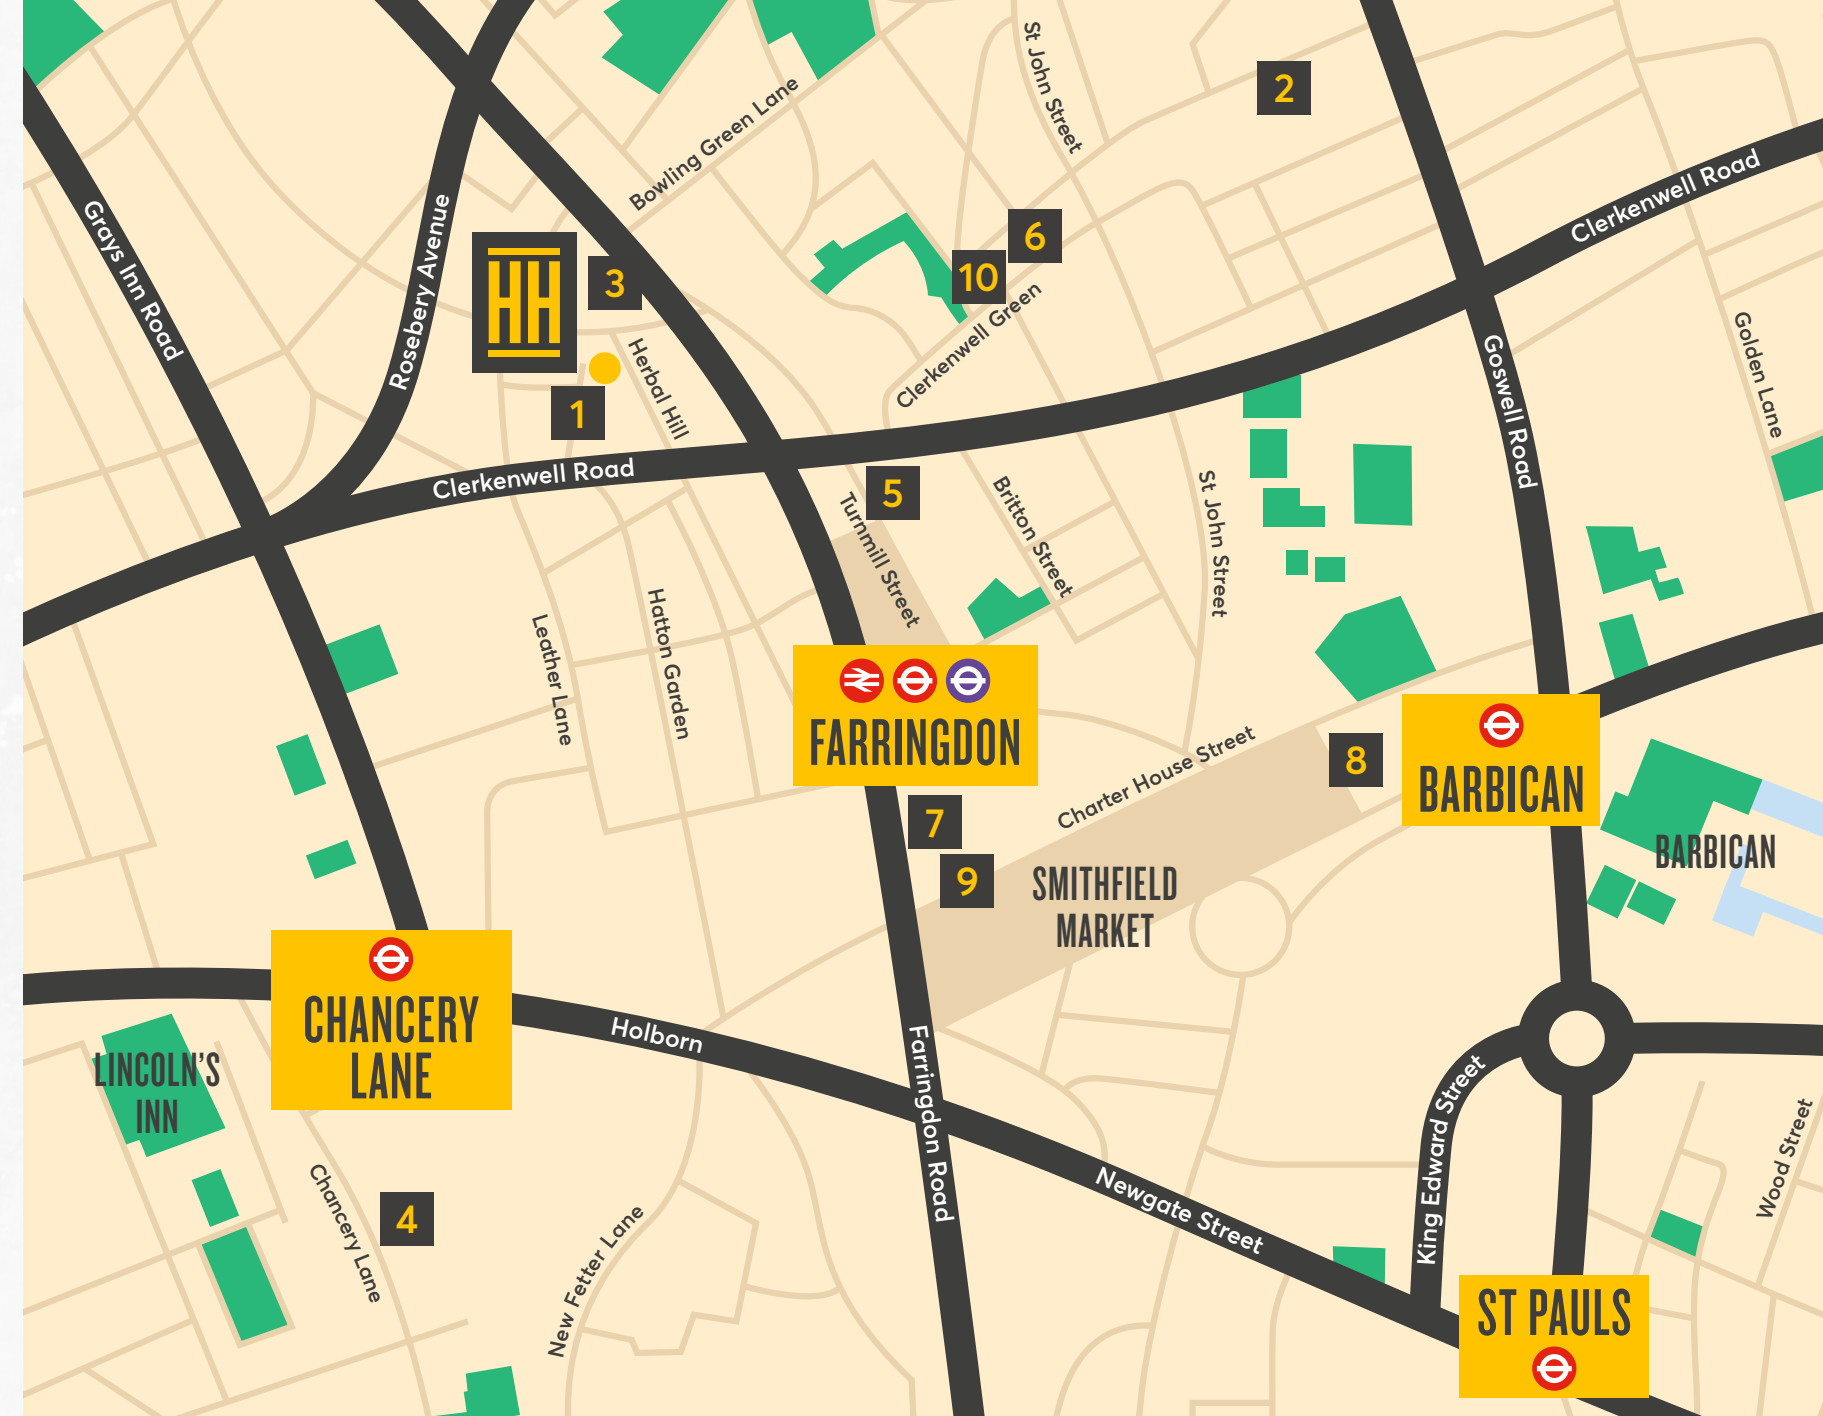 St John Street
2
Bowling Green Lane
Clerkenwell Road
Grays Inn Road
Rosebery Avenue
HH
3
6
10
Clerkenwell Green
Golden Lane
Goswell Road
Herbal Hill
1
Clerkenwell Road
5
Turnmill Street
Britton Street
St John Street
Leather Lane
Hatton Garden
FARRINGDON
BARBICAN
Charter House Street
8
7
9
SMITHFIELD
MARKET
BARBICAN
CHANCERY
LANE
Holborn
Farringdon Road
LINCOLN'S
INN
King Edward Street
Wood Street
Chancery Lane
4
New Fetter Lane
Newgate Street
ST PAULS